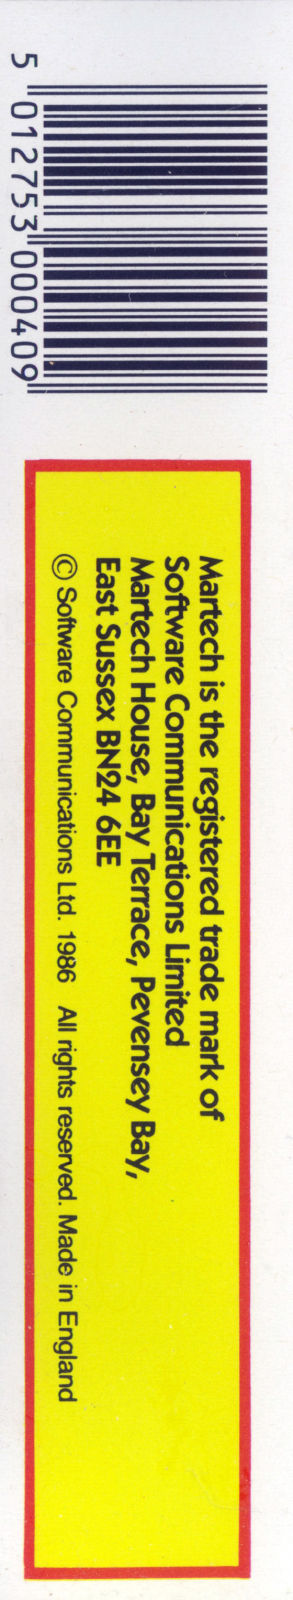 5 012753 000409
Martech is the registered trade mark of
Software Communications Limited
Martech House, Bay Terrace, Pevensey Bay,
East Sussex BN24 6EE
© Software Communications Ltd. 1986 All rights reserved. Made in England